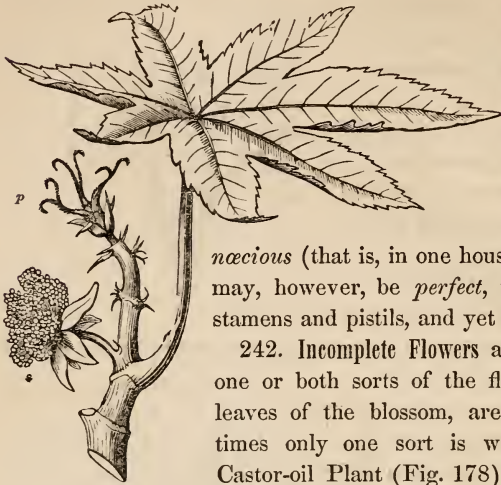 p
nœcious (that is, in one hous
may, however, be perfect,
stamens and pistils, and yet
s
242. Incomplete Flowers a
one or both sorts of the fl
leaves of the blossom, are
times only one sort is w
Castor-oil Plant (Fig. 178)